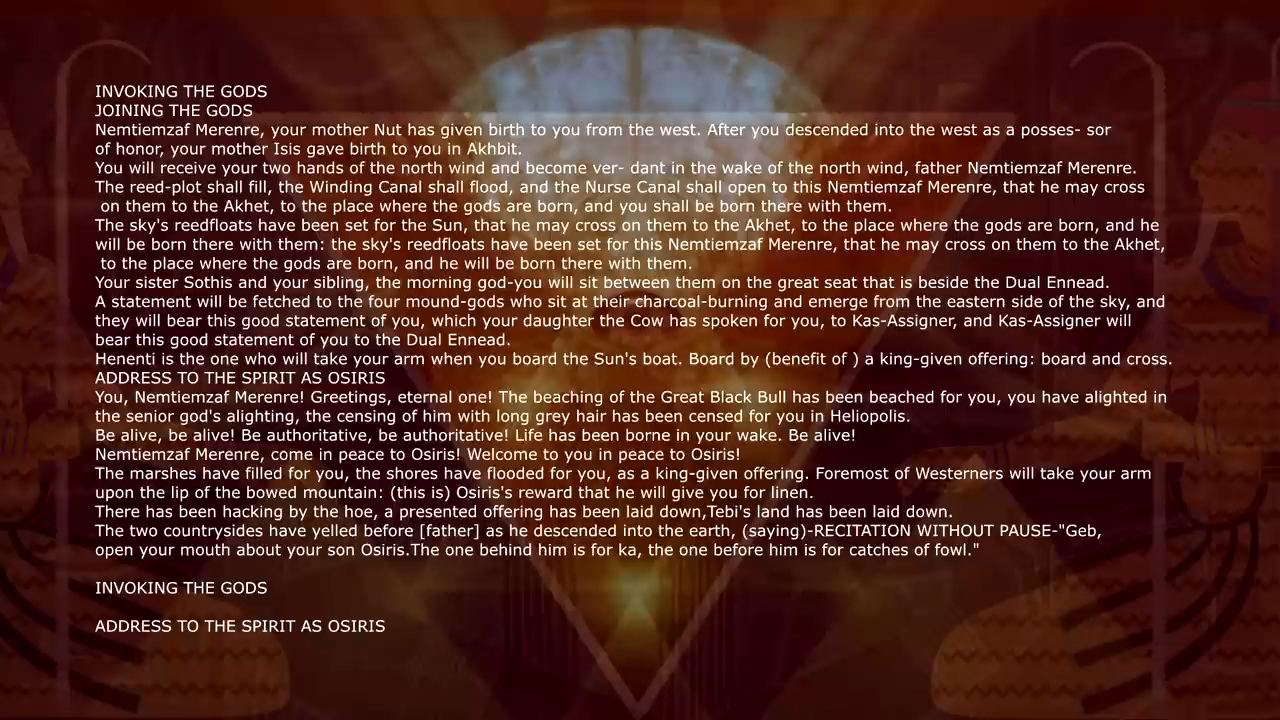 INVOKING THE GODS
JOINING THE GODS
Nemtiemzaf Merenre, your mother Nut has given birth to you from the west. After you descended into the west as a posses- sor
of honor, your mother Isis gave birth to you in Akhbit.
You will receive your two hands of the north wind and become ver- dant in the wake of the north wind, father Nemtiemzaf Merenre.
The reed-plot shall fill, the Winding Canal shall flood, and the Nurse Canal shall open to this Nemtiemzaf Merenre, that he may cross
on them to the Akhet, to the place where the gods are born, and you shall be born there with them.
The sky's reedfloats have been set for the Sun, that he may cross on them to the Akhet, to the place where the gods are born, and he
will be born there with them: the sky's reedfloats have been set for this Nemtiemzaf Merenre, that he may cross on them to the Akhet,
to the place where the gods are born, and he will be born there with them.
Your sister Sothis and your sibling, the morning god-you will sit between them on the great seat that is beside the Dual Ennead.
A statement will be fetched to the four mound-gods who sit at their charcoal-burning and emerge from the eastern side of the sky, and
they will bear this good statement of you, which your daughter the Cow has spoken for you, to Kas-Assigner, and Kas-Assigner will
bear this good statement of you to the Dual Ennead.
Henenti is the one who will take your arm when you board the Sun's boat. Board by (benefit of ) a king-given offering: board and cross.
ADDRESS TO THE SPIRIT AS OSIRIS
You, Nemtiemzaf Merenre! Greetings, eternal one! The beaching of the Great Black Bull has been beached for you, you have alighted in
the senior god's alighting, the censing of him with long grey hair has been censed for you in Heliopolis.
Be alive, be alive! Be authoritative, be authoritative! Life has been borne in your wake. Be alive!
Nemtiemzaf Merenre, come in peace to Osiris! Welcome to you in peace to Osiris!
The marshes have filled for you, the shores have flooded for you, as a king-given offering. Foremost of Westerners will take your arm
upon the lip of the bowed mountain: (this is) Osiris's reward that he will give you for linen.
There has been hacking by the hoe, a presented offering has been laid down,Tebi's land has been laid down.
The two countrysides have yelled before [father] as he descended into the earth, (saying)-RECITATION WITHOUT PAUSE-"Geb,
open your mouth about your son Osiris.The one behind him is for ka, the one before him is for catches of fowl."
INVOKING THE GODS
ADDRESS TO THE SPIRIT AS OSIRIS